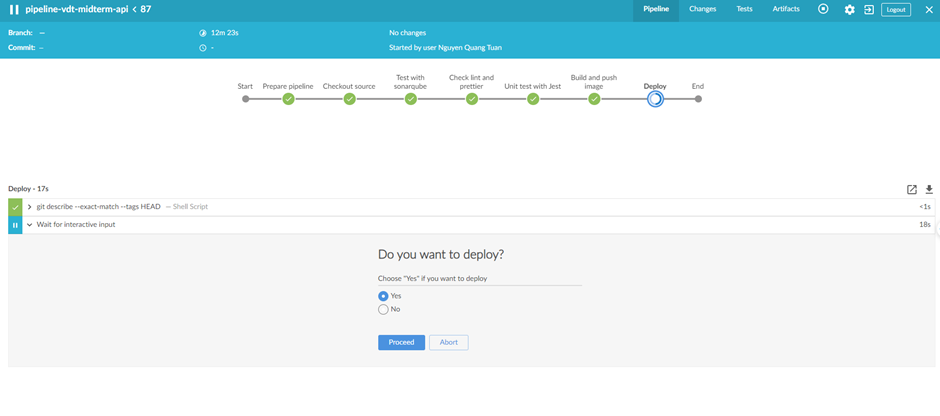 pipeline-vdt-midterm-api < 87
Pipeline Changes Tests Artifacts Logout
Branch: — 12m 23s No changes
Commit: – - Started by user Nguyen Quang Tuan
Start Prepare pipeline Checkout source Test with sonarqube Check lint and prettier Unit test with Jest Build and push image Deploy End
Deploy - 17s
git describe --exact-match --tags HEAD — Shell Script <1s
Wait for interactive input 18s
Do you want to deploy?
Choose "Yes" if you want to deploy
Yes
No
Proceed Abort